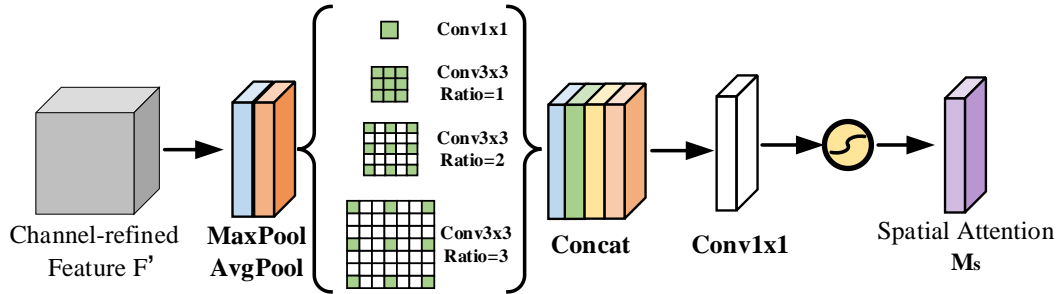 Conv1x1
Conv3x3
Ratio=1
Conv3x3
Ratio=2
Conv3x3
Ratio=3
Channel-refined
Feature F'
MaxPool
AvgPool
Concat
Conv1x1
Spatial Attention
Ms